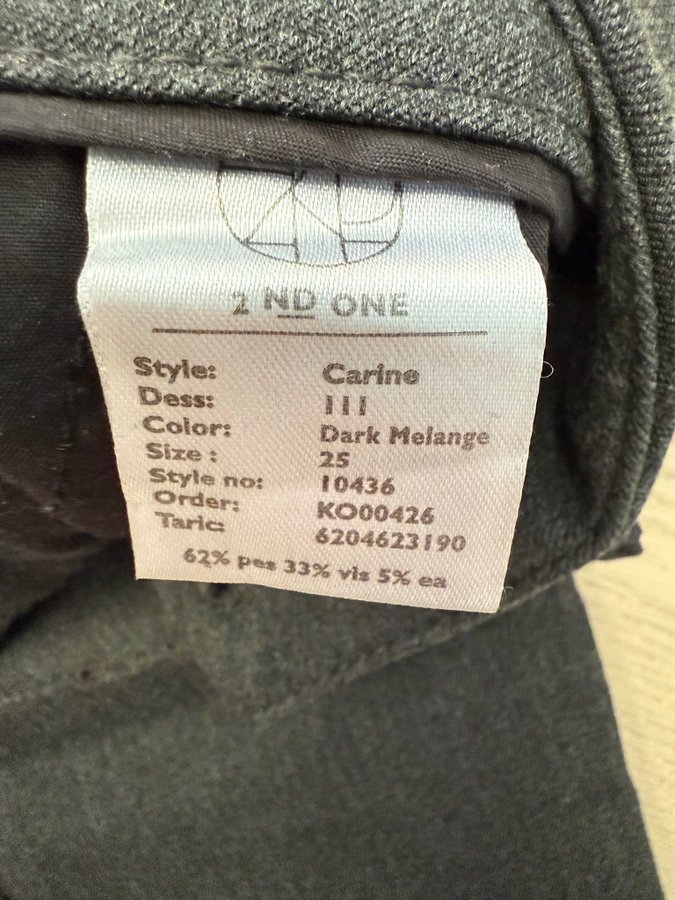 2 ND ONE
Style: Carine
Dess: 111
Color: Dark Melange
Size : 25
Style no: 10436
Order: KO00426
Taric: 6204623190
62% pes 33% vis 5% ea